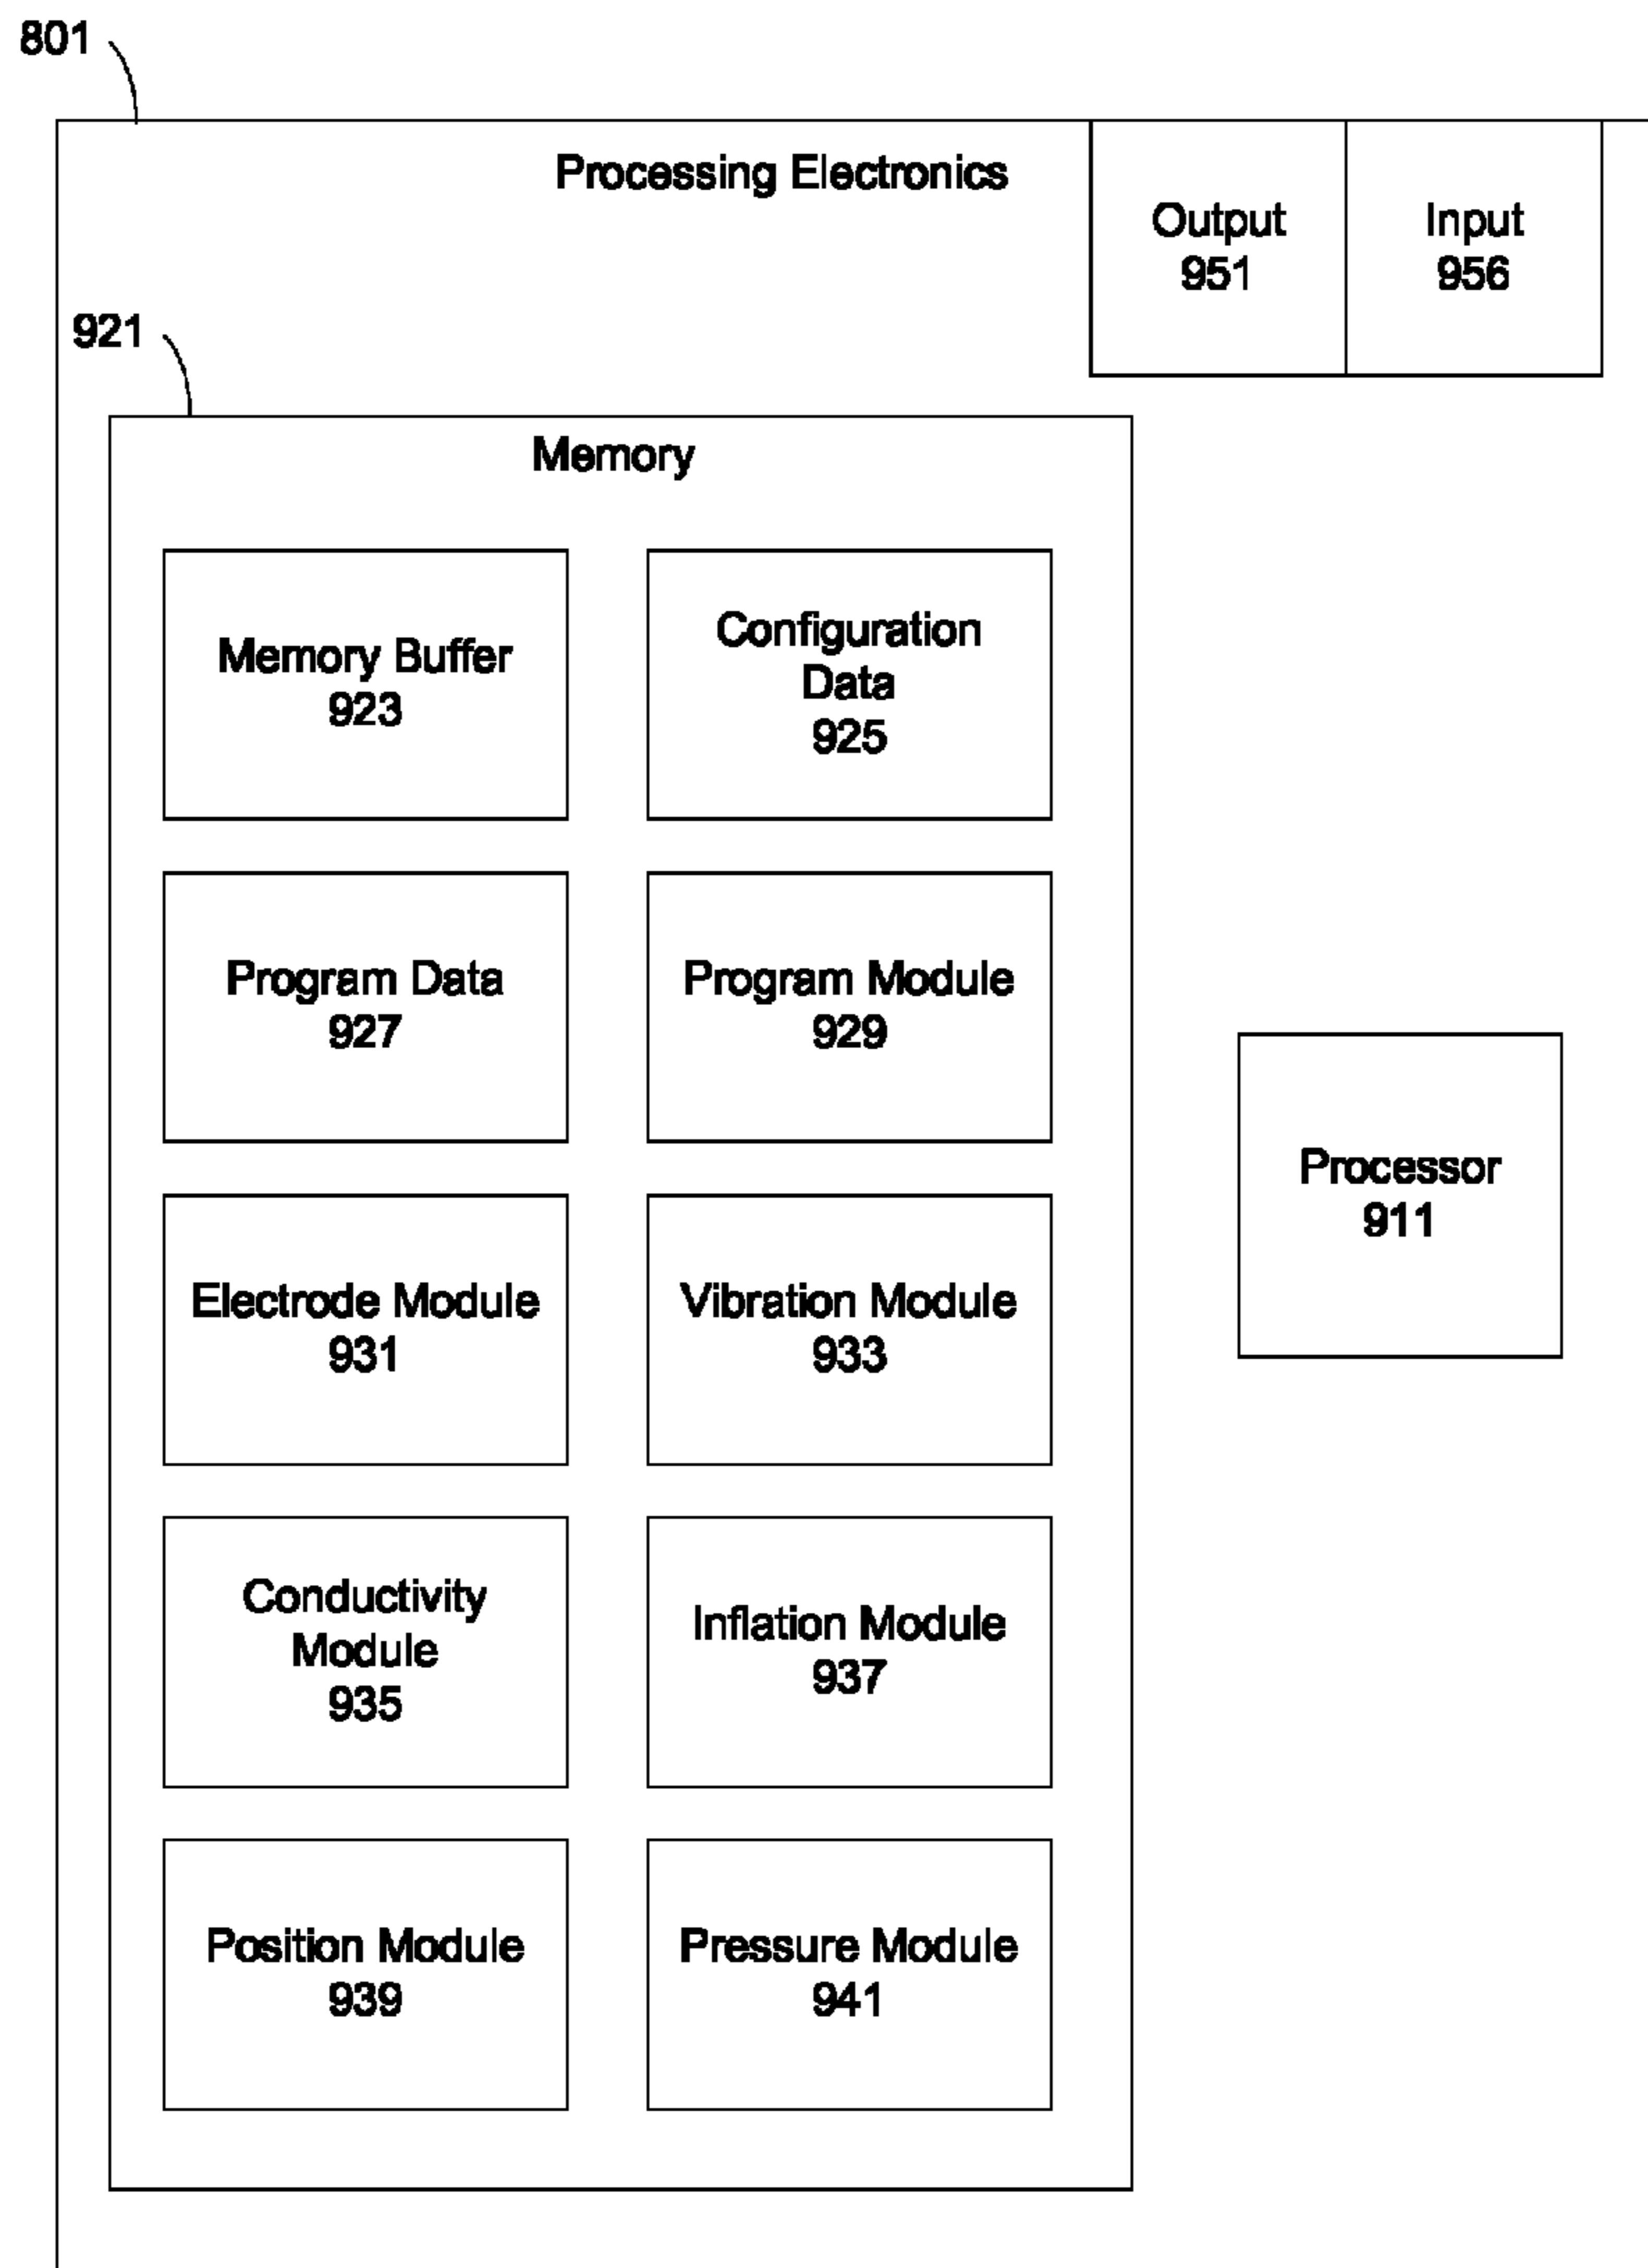 801
Processing Electronics
Output
951
Input
956
921
Memory
Memory Buffer
923
Configuration
Data
925
Program Data
927
Program Module
929
Electrode Module
931
Vibration Module
933
Conductivity
Module
935
Inflation Module
937
Position Module
939
Pressure Module
941
Processor
911